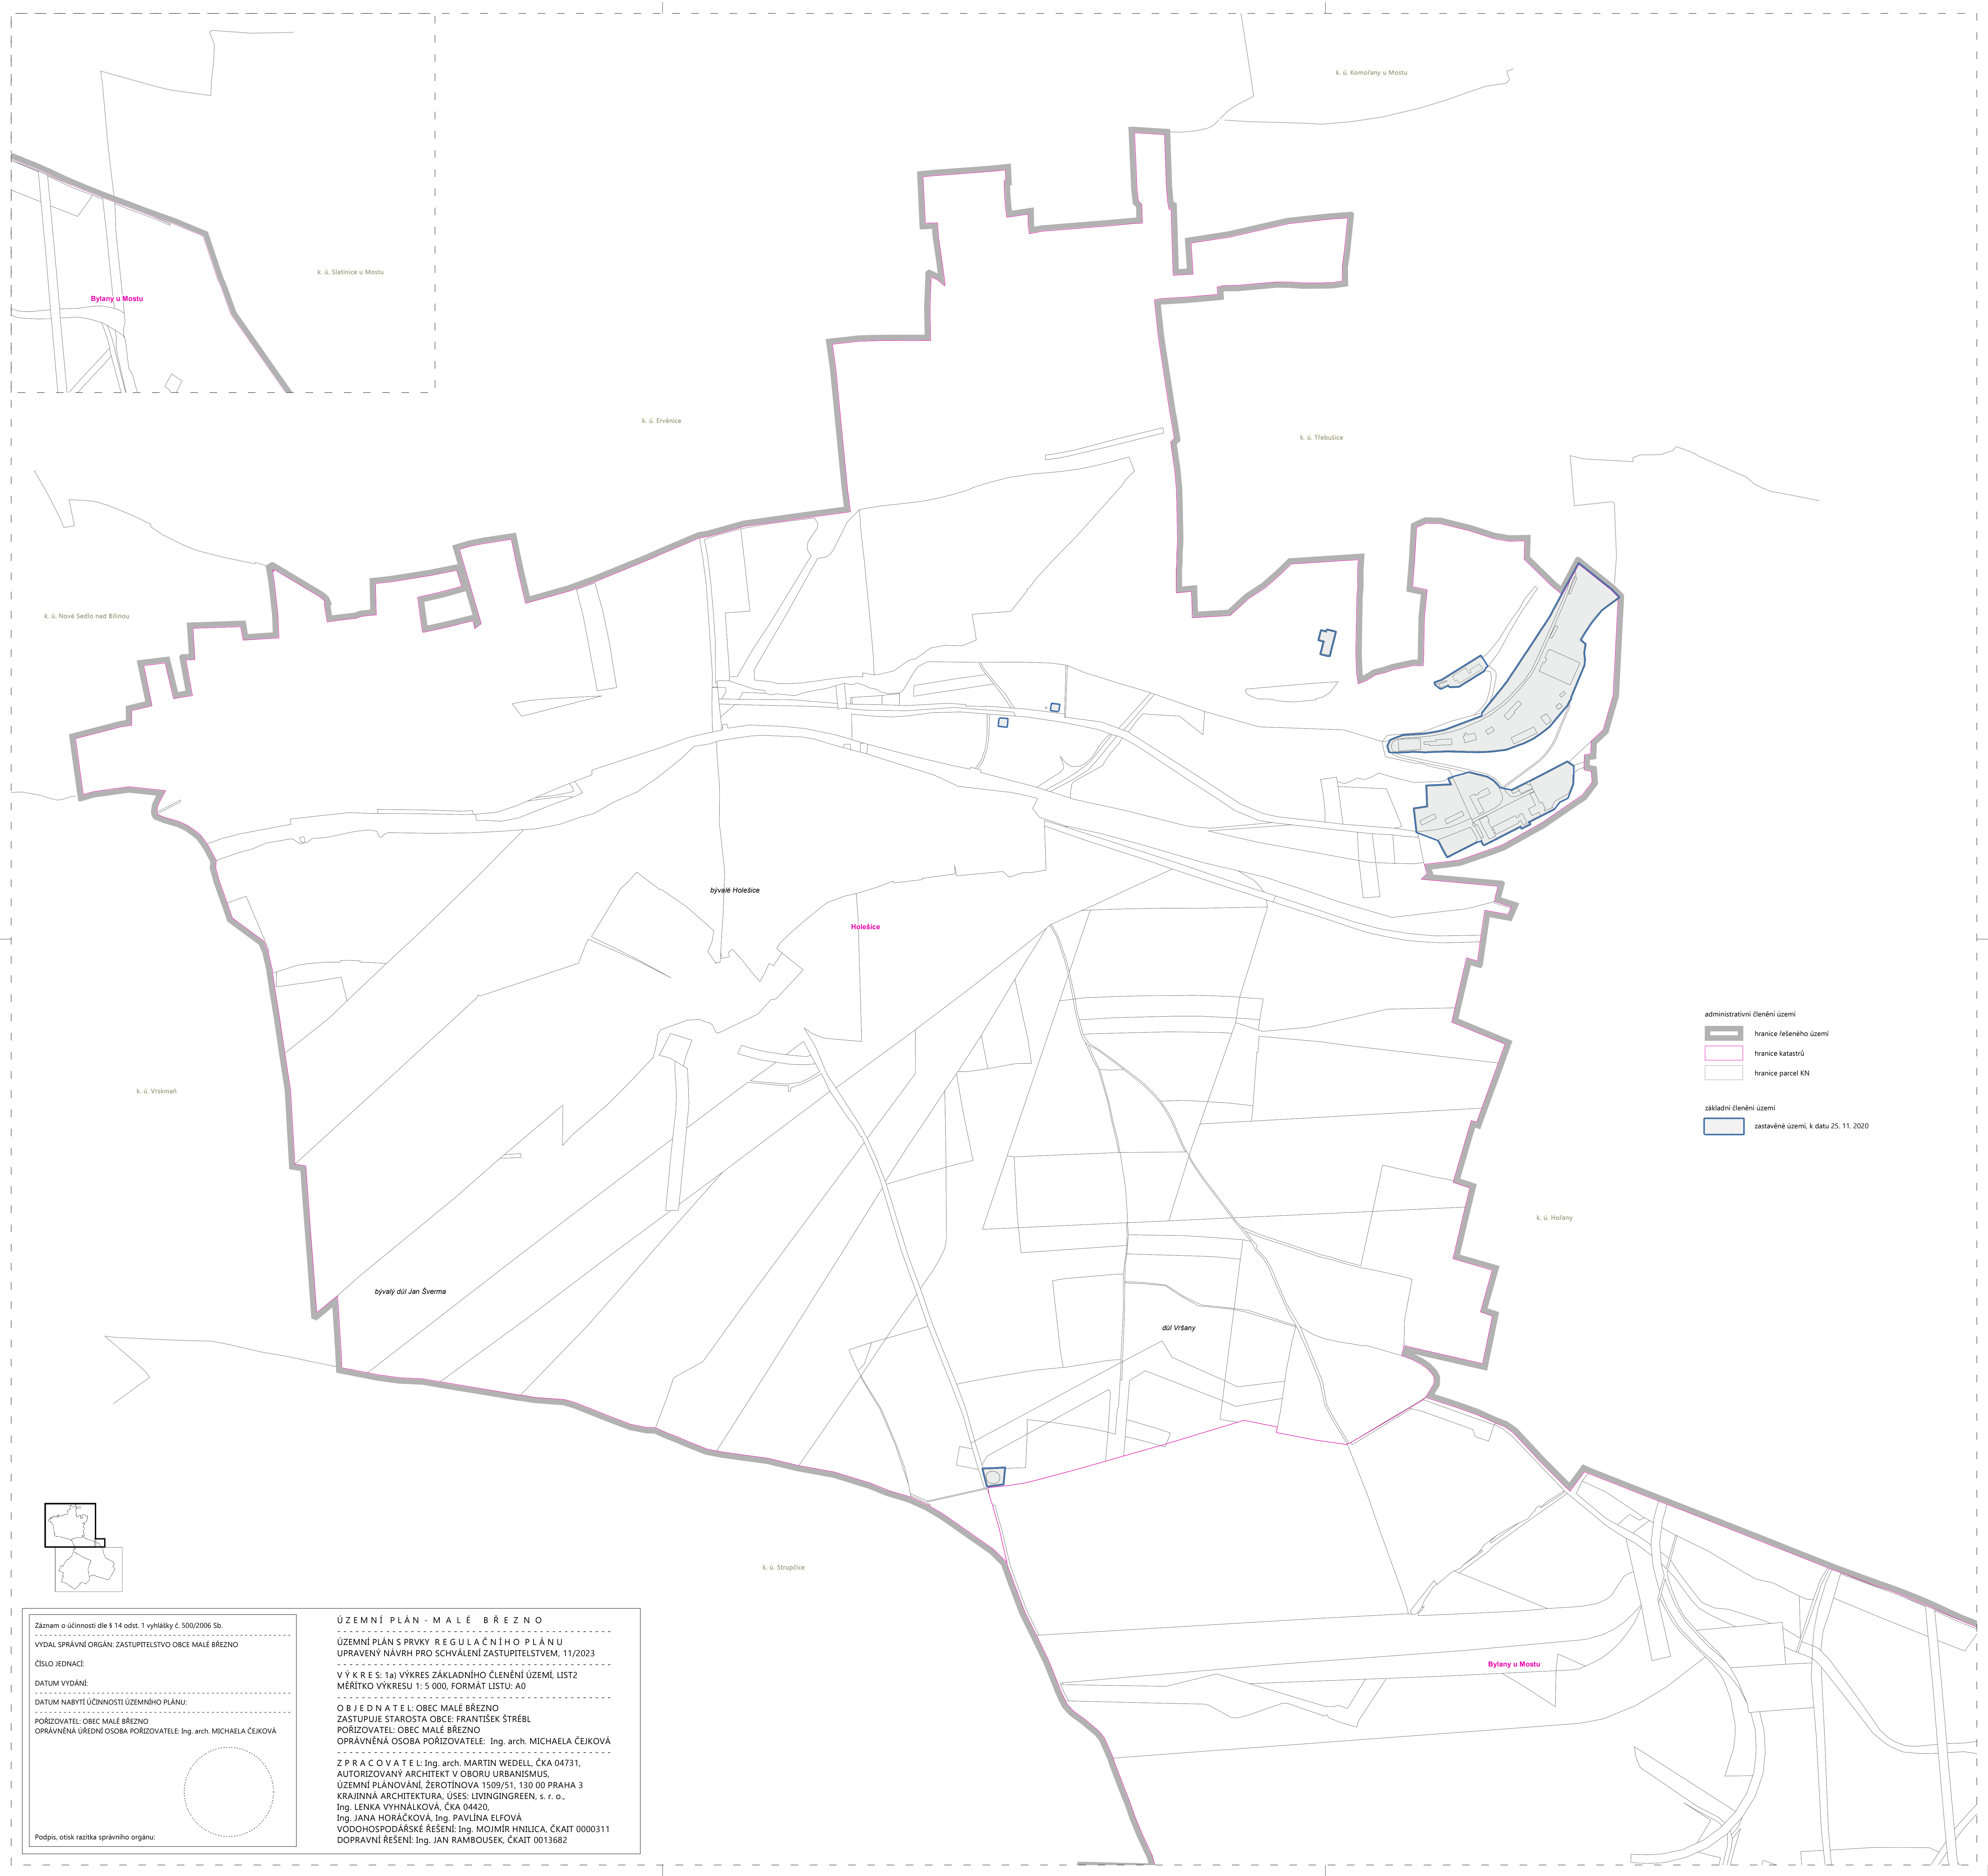 k. ú. Komořany u Mostu
k. ú. Slatinice u Mostu
Bylany u Mostu
k. ú. Ervěnice
k. ú. Třebušice
k. ú. Nové Sedlo nad Bílinou
bývalé Holešice
Holešice
administrativní členění území
hranice řešeného území
hranice katastrů
hranice parcel KN
k. ú. Vrskmaň
základní členění území
zastavěné území, k datu 25. 11. 2020
k. ú. Hořany
bývalý důl Jan Šverma
důl Vršany
k. ú. Strupčice
Bylany u Mostu
Záznam o účinnosti dle § 14 odst. 1 vyhlášky č. 500/2006 Sb.
VYDAL SPRÁVNÍ ORGÁN: ZASTUPITELSTVO OBCE MALÉ BŘEZNO
ČÍSLO JEDNACÍ:
DATUM VYDÁNÍ:
DATUM NABYTÍ ÚČINNOSTI ÚZEMNÍHO PLÁNU:
POŘIZOVATEL: OBEC MALÉ BŘEZNO
OPRÁVNĚNÁ ÚŘEDNÍ OSOBA POŘIZOVATELE: Ing. arch. MICHAELA ČEJKOVÁ
Podpis, otisk razítka správního orgánu:
Ú Z E M N Í   P L Á N  -  M A L É   B Ř E Z N O
ÚZEMNÍ PLÁN S PRVKY  R E G U L A Č N Í H O  P L Á N U
UPRAVENÝ NÁVRH PRO SCHVÁLENÍ ZASTUPITELSTVEM, 11/2023
V Ý K R E S: 1a) VÝKRES ZÁKLADNÍHO ČLENĚNÍ ÚZEMÍ, LIST2
MĚŘÍTKO VÝKRESU 1: 5 000, FORMÁT LISTU: A0
O B J E D N A T E L: OBEC MALÉ BŘEZNO
ZASTUPUJE STAROSTA OBCE: FRANTIŠEK ŠTRÉBL
POŘIZOVATEL: OBEC MALÉ BŘEZNO
OPRÁVNĚNÁ OSOBA POŘIZOVATELE:  Ing. arch. MICHAELA ČEJKOVÁ
Z P R A C O V A T E L: Ing. arch. MARTIN WEDELL, ČKA 04731,
AUTORIZOVANÝ ARCHITEKT V OBORU URBANISMUS,
ÚZEMNÍ PLÁNOVÁNÍ, ŽEROTÍNOVA 1509/51, 130 00 PRAHA 3
KRAJINNÁ ARCHITEKTURA, ÚSES: LIVINGINGREEN, s. r. o.,
Ing. LENKA VYHNÁLKOVÁ, ČKA 04420,
Ing. JANA HORÁČKOVÁ, Ing. PAVLÍNA ELFOVÁ
VODOHOSPODÁŘSKÉ ŘEŠENÍ: Ing. MOJMÍR HNILICA, ČKAIT 0000311
DOPRAVNÍ ŘEŠENÍ: Ing. JAN RAMBOUSEK, ČKAIT 0013682